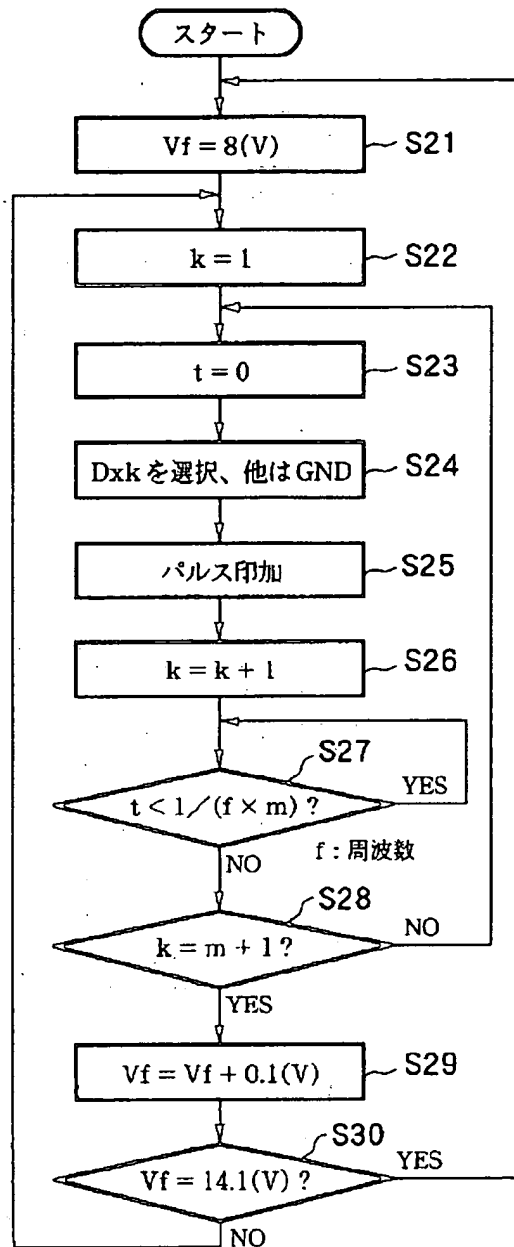 スタート
Vf = 8(V)
S21
k = 1
S22
t = 0
S23
Dxkを選択、他はGND
S24
パルス印加
S25
k = k + 1
S26
S27
t < 1／(f × m) ?
YES
NO
f : 周波数
S28
k = m + 1 ?
NO
YES
Vf = Vf + 0.1(V)
S29
S30
Vf = 14.1(V) ?
YES
NO